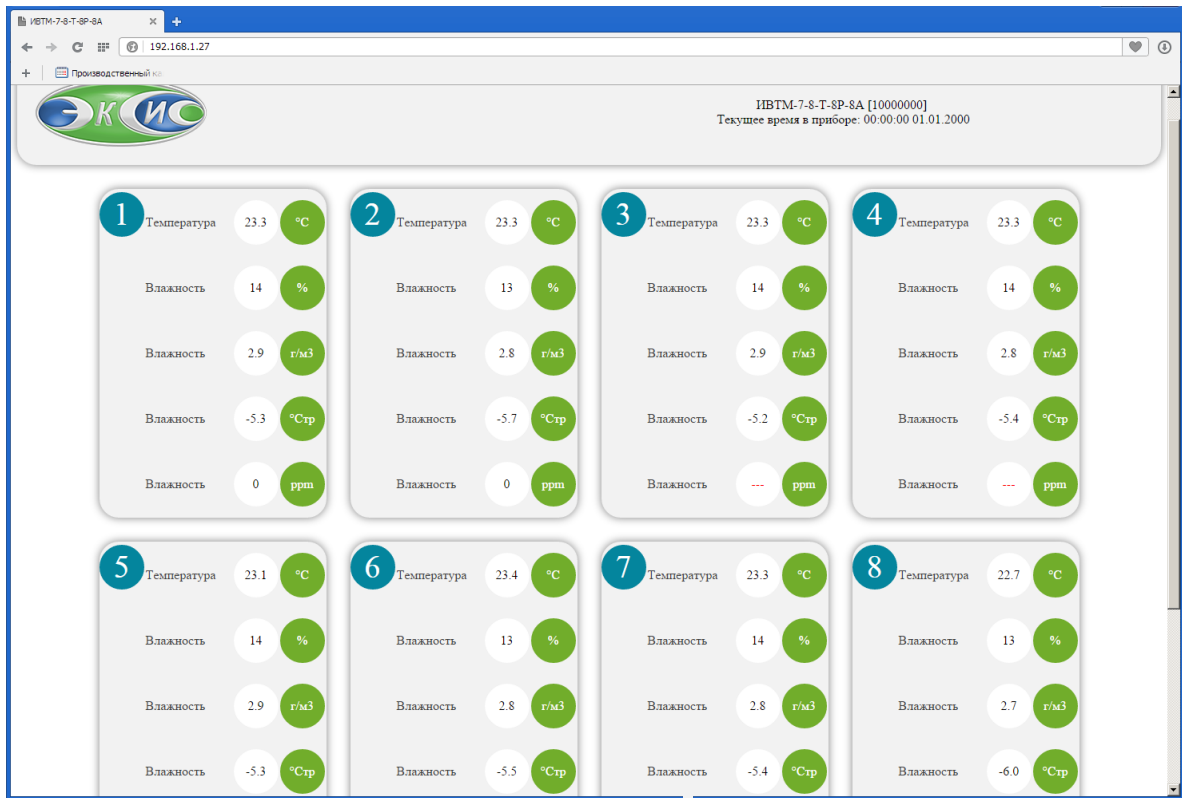 ИВТМ-7-8-Т-8Р-8А
192.168.1.27
Производственный ка
ЭКИС
ИВТМ-7-8-Т-8Р-8А [10000000]
Текущее время в приборе: 00:00:00 01.01.2000
1 Температура 23.3 °C 2 Температура 23.3 °C 3 Температура 23.3 °C 4 Температура 23.3 °C
Влажность 14 % Влажность 13 % Влажность 14 % Влажность 14 %
Влажность 2.9 г/м3 Влажность 2.8 г/м3 Влажность 2.9 г/м3 Влажность 2.8 г/м3
Влажность -5.3 °Стр Влажность -5.7 °Стр Влажность -5.2 °Стр Влажность -5.4 °Стр
Влажность 0 ppm Влажность 0 ppm Влажность --- ppm Влажность --- ppm
5 Температура 23.1 °C 6 Температура 23.4 °C 7 Температура 23.3 °C 8 Температура 22.7 °C
Влажность 14 % Влажность 13 % Влажность 14 % Влажность 13 %
Влажность 2.9 г/м3 Влажность 2.8 г/м3 Влажность 2.8 г/м3 Влажность 2.7 г/м3
Влажность -5.3 °Стр Влажность -5.5 °Стр Влажность -5.4 °Стр Влажность -6.0 °Стр